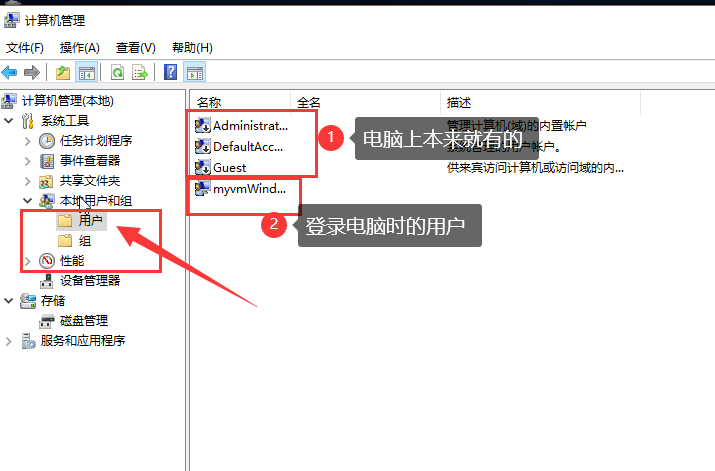 计算机管理
文件(F) 操作(A) 查看(V) 帮助(H)
计算机管理(本地)
系统工具
任务计划程序
事件查看器
共享文件夹
本地用户和组
用户
组
性能
设备管理器
存储
磁盘管理
服务和应用程序
名称 全名 描述
Administrat... 管理计算机(域)的内置帐户
DefaultAcc... 系统管理的用户帐户。
Guest 供来宾访问计算机或访问域的内...
myvmWind...
1 电脑上本来就有的
2 登录电脑时的用户